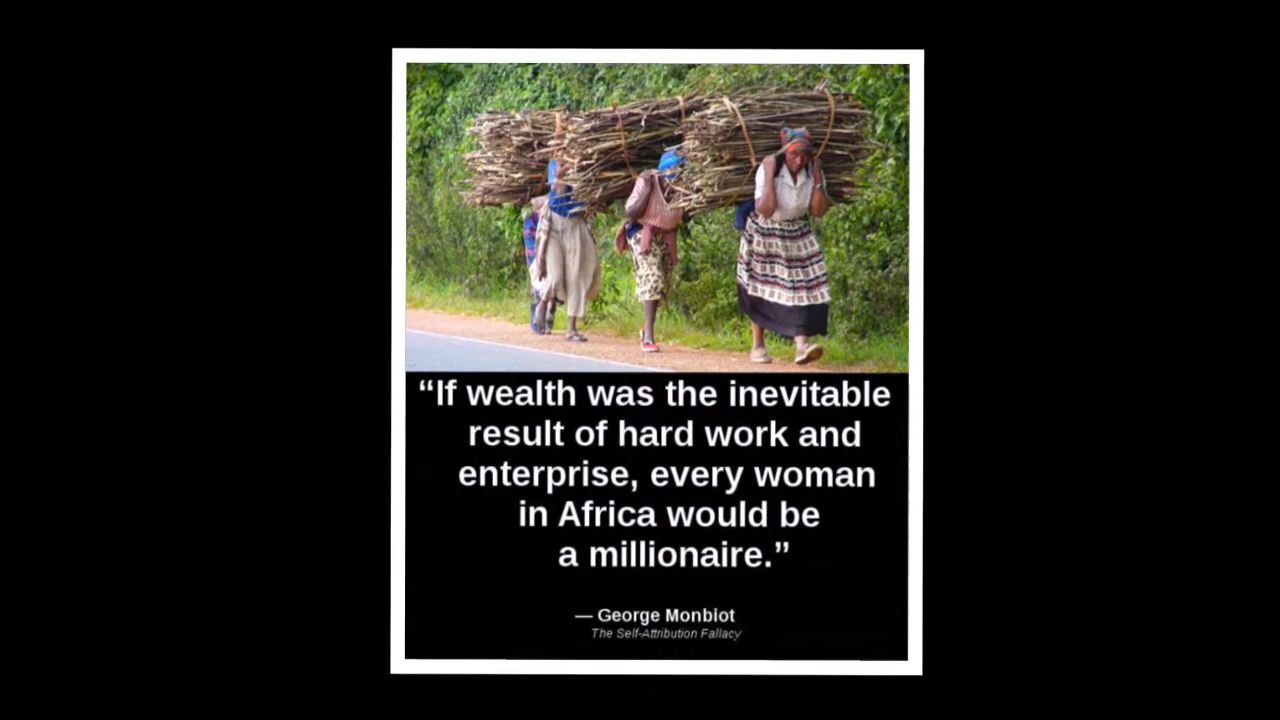 “If wealth was the inevitable
result of hard work and
enterprise, every woman
in Africa would be
a millionaire.”
— George Monbiot
The Self-Attribution Fallacy